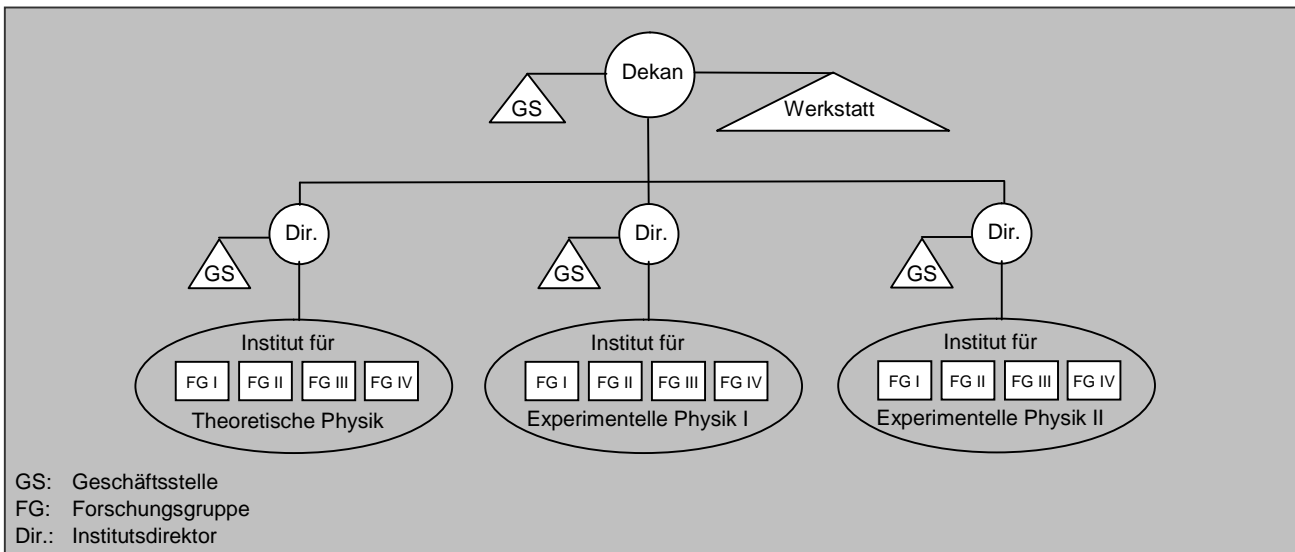 Dekan
GS
Werkstatt
Dir.
GS
Dir.
GS
Dir.
GS
Institut für
FG I FG II FG III FG IV
Theoretische Physik
Institut für
FG I FG II FG III FG IV
Experimentelle Physik I
Institut für
FG I FG II FG III FG IV
Experimentelle Physik II
GS: Geschäftsstelle
FG: Forschungsgruppe
Dir.: Institutsdirektor